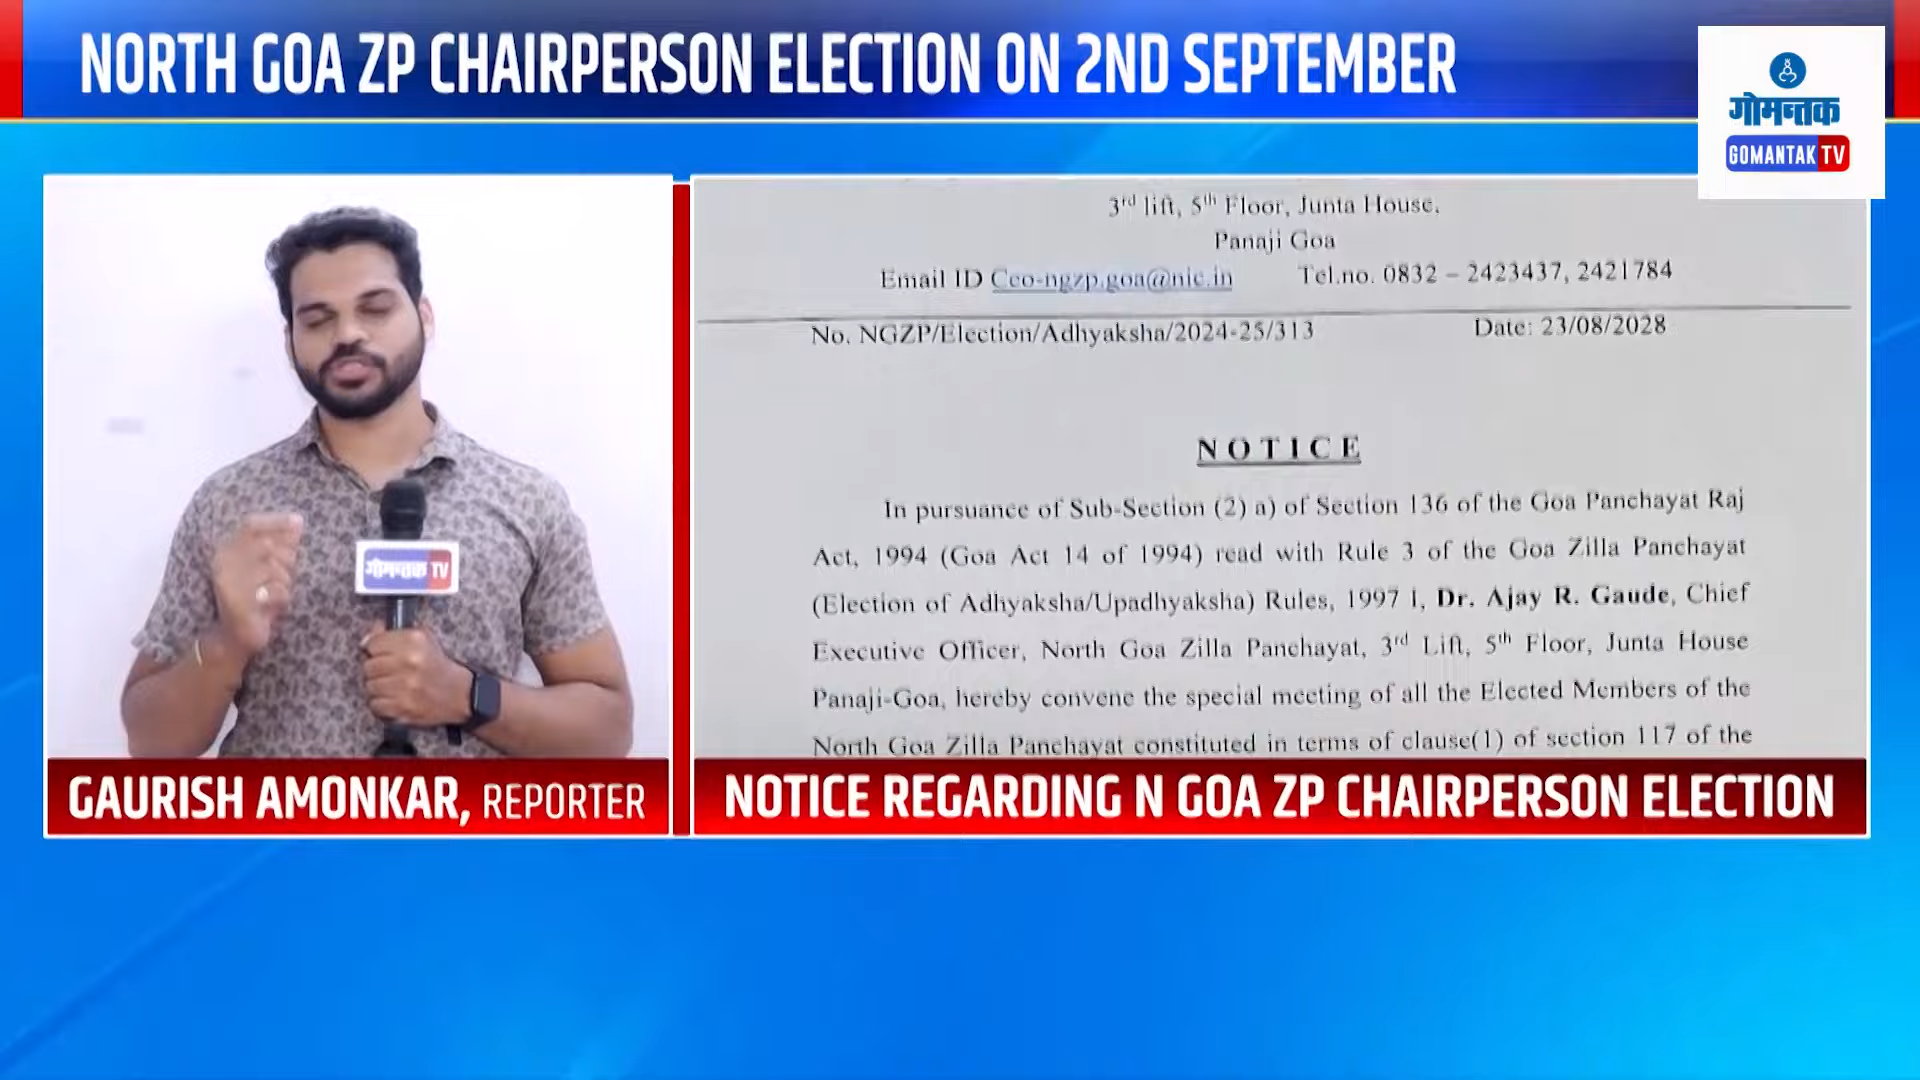 NORTH GOA ZP CHAIRPERSON ELECTION ON 2ND SEPTEMBER
गोमन्तक
GOMANTAK TV
3rd lift, 5th Floor, Junta House,
Panaji Goa
Email ID Ceo-ngzp.goa@nic.in Tel.no. 0832 – 2423437, 2421784
No. NGZP/Election/Adhyaksha/2024-25/313 Date: 23/08/2028
NOTICE
In pursuance of Sub-Section (2) a) of Section 136 of the Goa Panchayat Raj
Act, 1994 (Goa Act 14 of 1994) read with Rule 3 of the Goa Zilla Panchayat
(Election of Adhyaksha/Upadhyaksha) Rules, 1997 I, Dr. Ajay R. Gaude, Chief
Executive Officer, North Goa Zilla Panchayat, 3rd Lift, 5th Floor, Junta House
Panaji-Goa, hereby convene the special meeting of all the Elected Members of the
North Goa Zilla Panchayat constituted in terms of clause(1) of section 117 of the
गोमन्तक TV
GAURISH AMONKAR, REPORTER
NOTICE REGARDING N GOA ZP CHAIRPERSON ELECTION